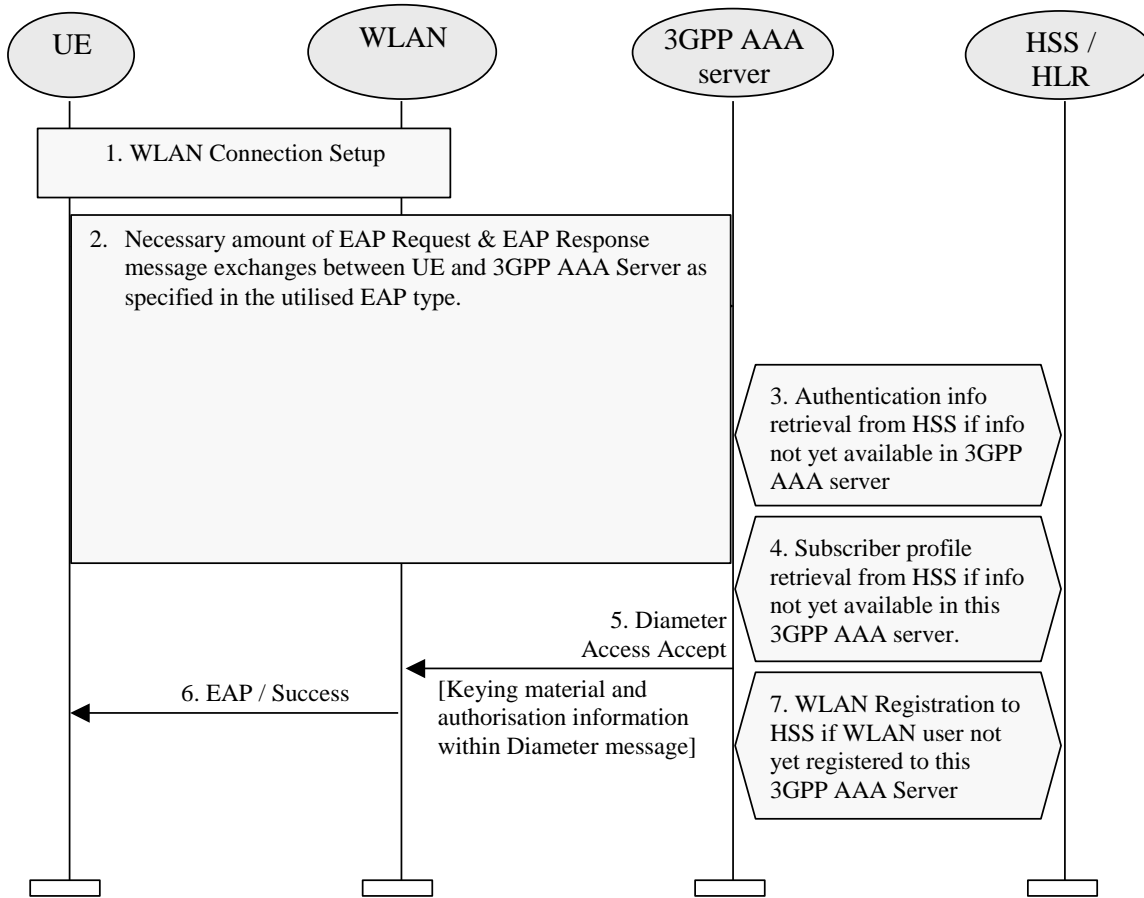 UE
WLAN
3GPP AAA
server
HSS /
HLR
1. WLAN Connection Setup
2. Necessary amount of EAP Request & EAP Response
message exchanges between UE and 3GPP AAA Server as
specified in the utilised EAP type.
3. Authentication info
retrieval from HSS if info
not yet available in 3GPP
AAA server
4. Subscriber profile
retrieval from HSS if info
not yet available in this
3GPP AAA server.
5. Diameter
Access Accept
[Keying material and
authorisation information
within Diameter message]
6. EAP / Success
7. WLAN Registration to
HSS if WLAN user not
yet registered to this
3GPP AAA Server